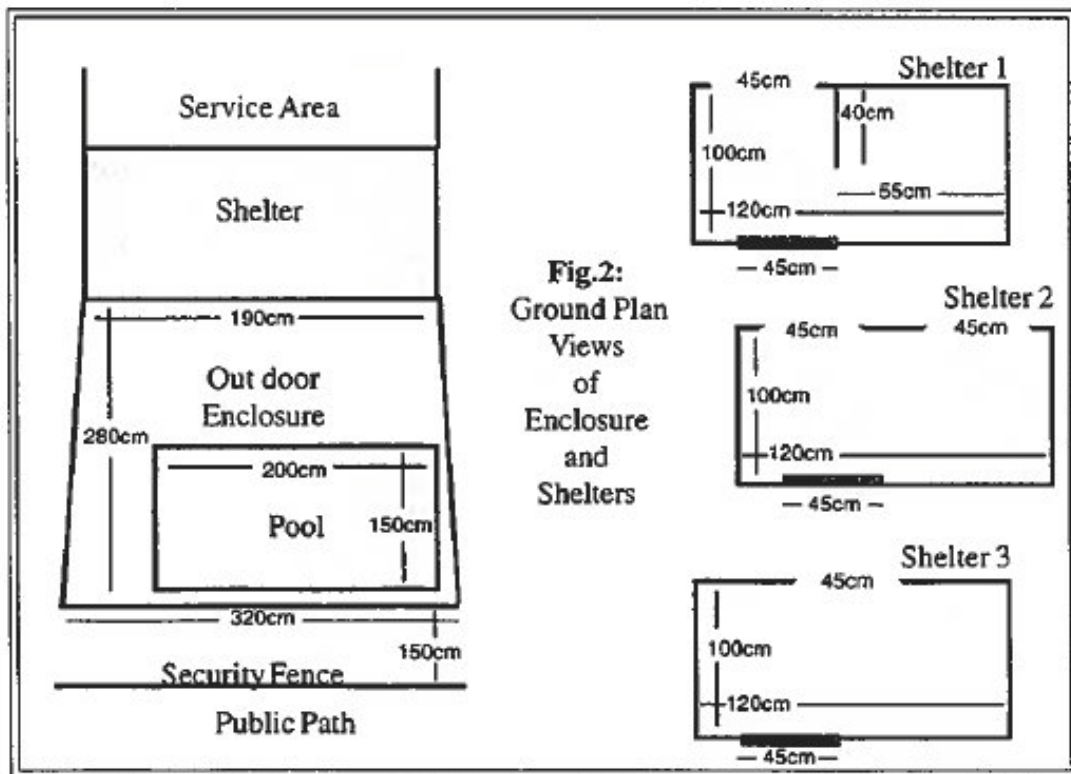 Service Area
Shelter
190cm
Out door
Enclosure
280cm
200cm
Pool
150cm
320cm
150cm
Security Fence
Public Path
Fig.2:
Ground Plan
Views
of
Enclosure
and
Shelters
Shelter 1
45cm
40cm
100cm
55cm
120cm
45cm
Shelter 2
45cm 45cm
100cm
120cm
45cm
Shelter 3
45cm
100cm
120cm
45cm